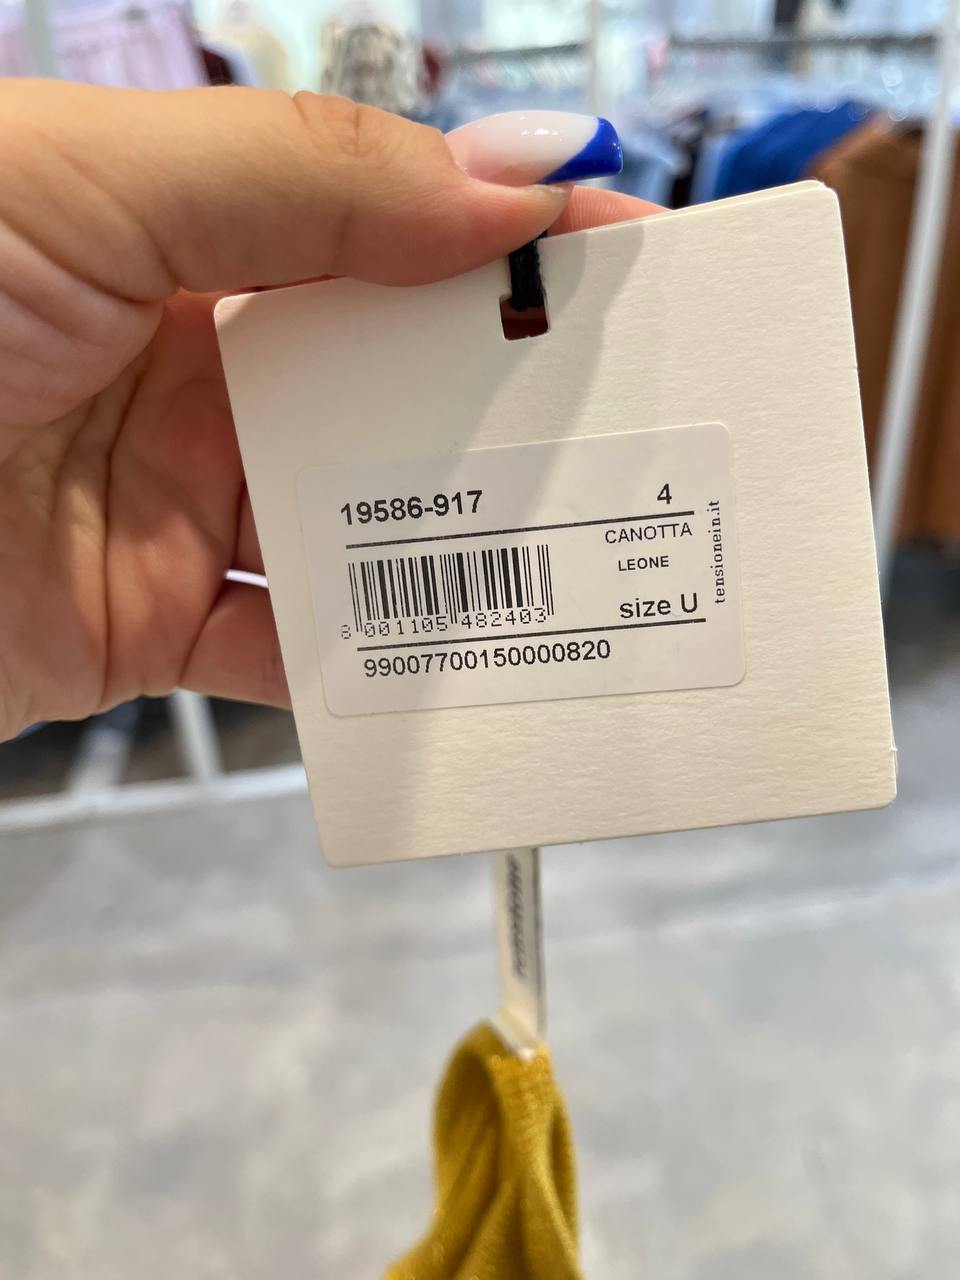 19586-917 4
CANOTTA
LEONE
size U
8 001105 482403
99007700150000820
tensionein.it